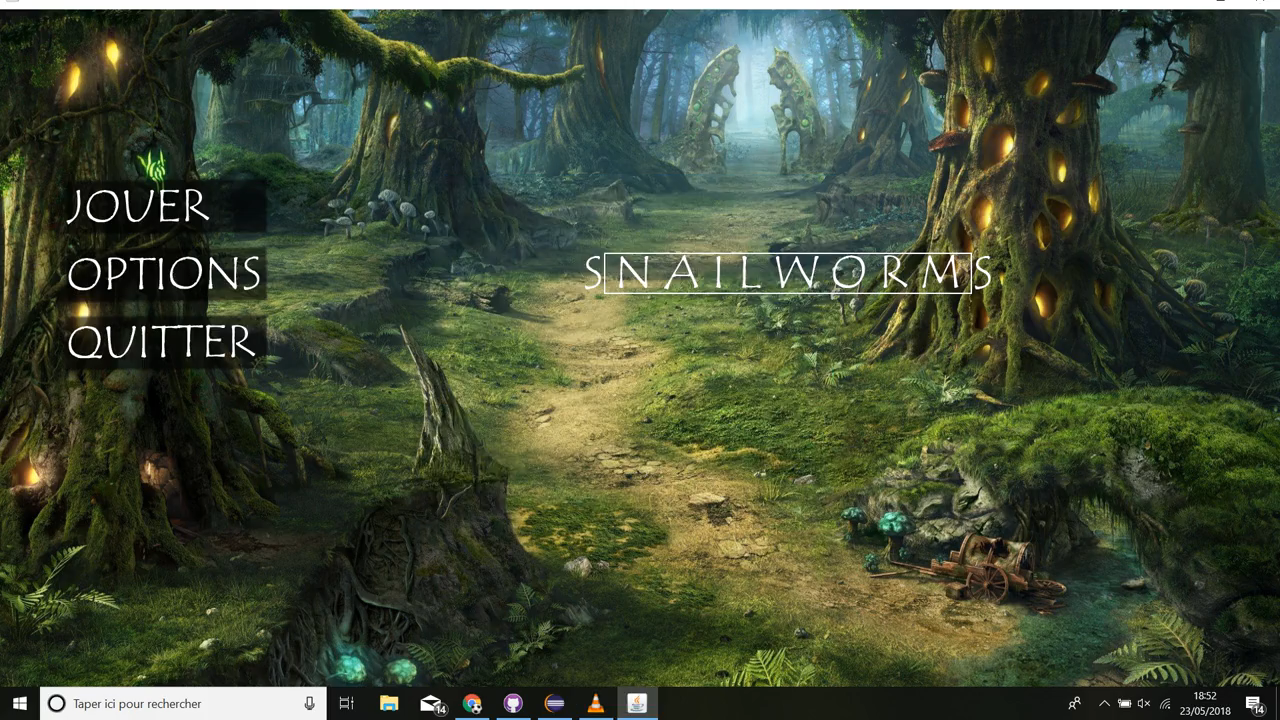 JOUER
OPTIONS
QUITTER
SNAILWORMS
Taper ici pour rechercher
14
18:52
23/05/2018
14